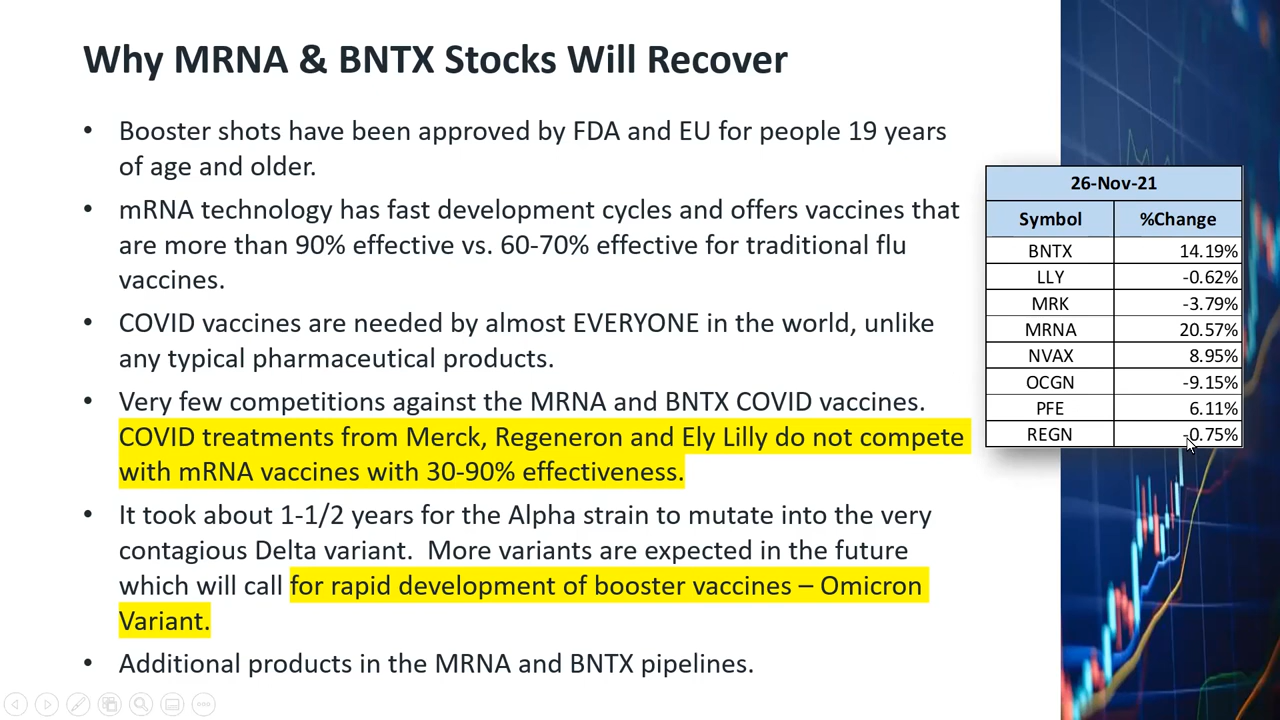 Why MRNA & BNTX Stocks Will Recover
• Booster shots have been approved by FDA and EU for people 19 years
of age and older.
• mRNA technology has fast development cycles and offers vaccines that
are more than 90% effective vs. 60-70% effective for traditional flu
vaccines.
• COVID vaccines are needed by almost EVERYONE in the world, unlike
any typical pharmaceutical products.
• Very few competitions against the MRNA and BNTX COVID vaccines.
COVID treatments from Merck, Regeneron and Ely Lilly do not compete
with mRNA vaccines with 30-90% effectiveness.
• It took about 1-1/2 years for the Alpha strain to mutate into the very
contagious Delta variant.  More variants are expected in the future
which will call for rapid development of booster vaccines – Omicron
Variant.
• Additional products in the MRNA and BNTX pipelines.
26-Nov-21
Symbol %Change
BNTX 14.19%
LLY -0.62%
MRK -3.79%
MRNA 20.57%
NVAX 8.95%
OCGN -9.15%
PFE 6.11%
REGN -0.75%